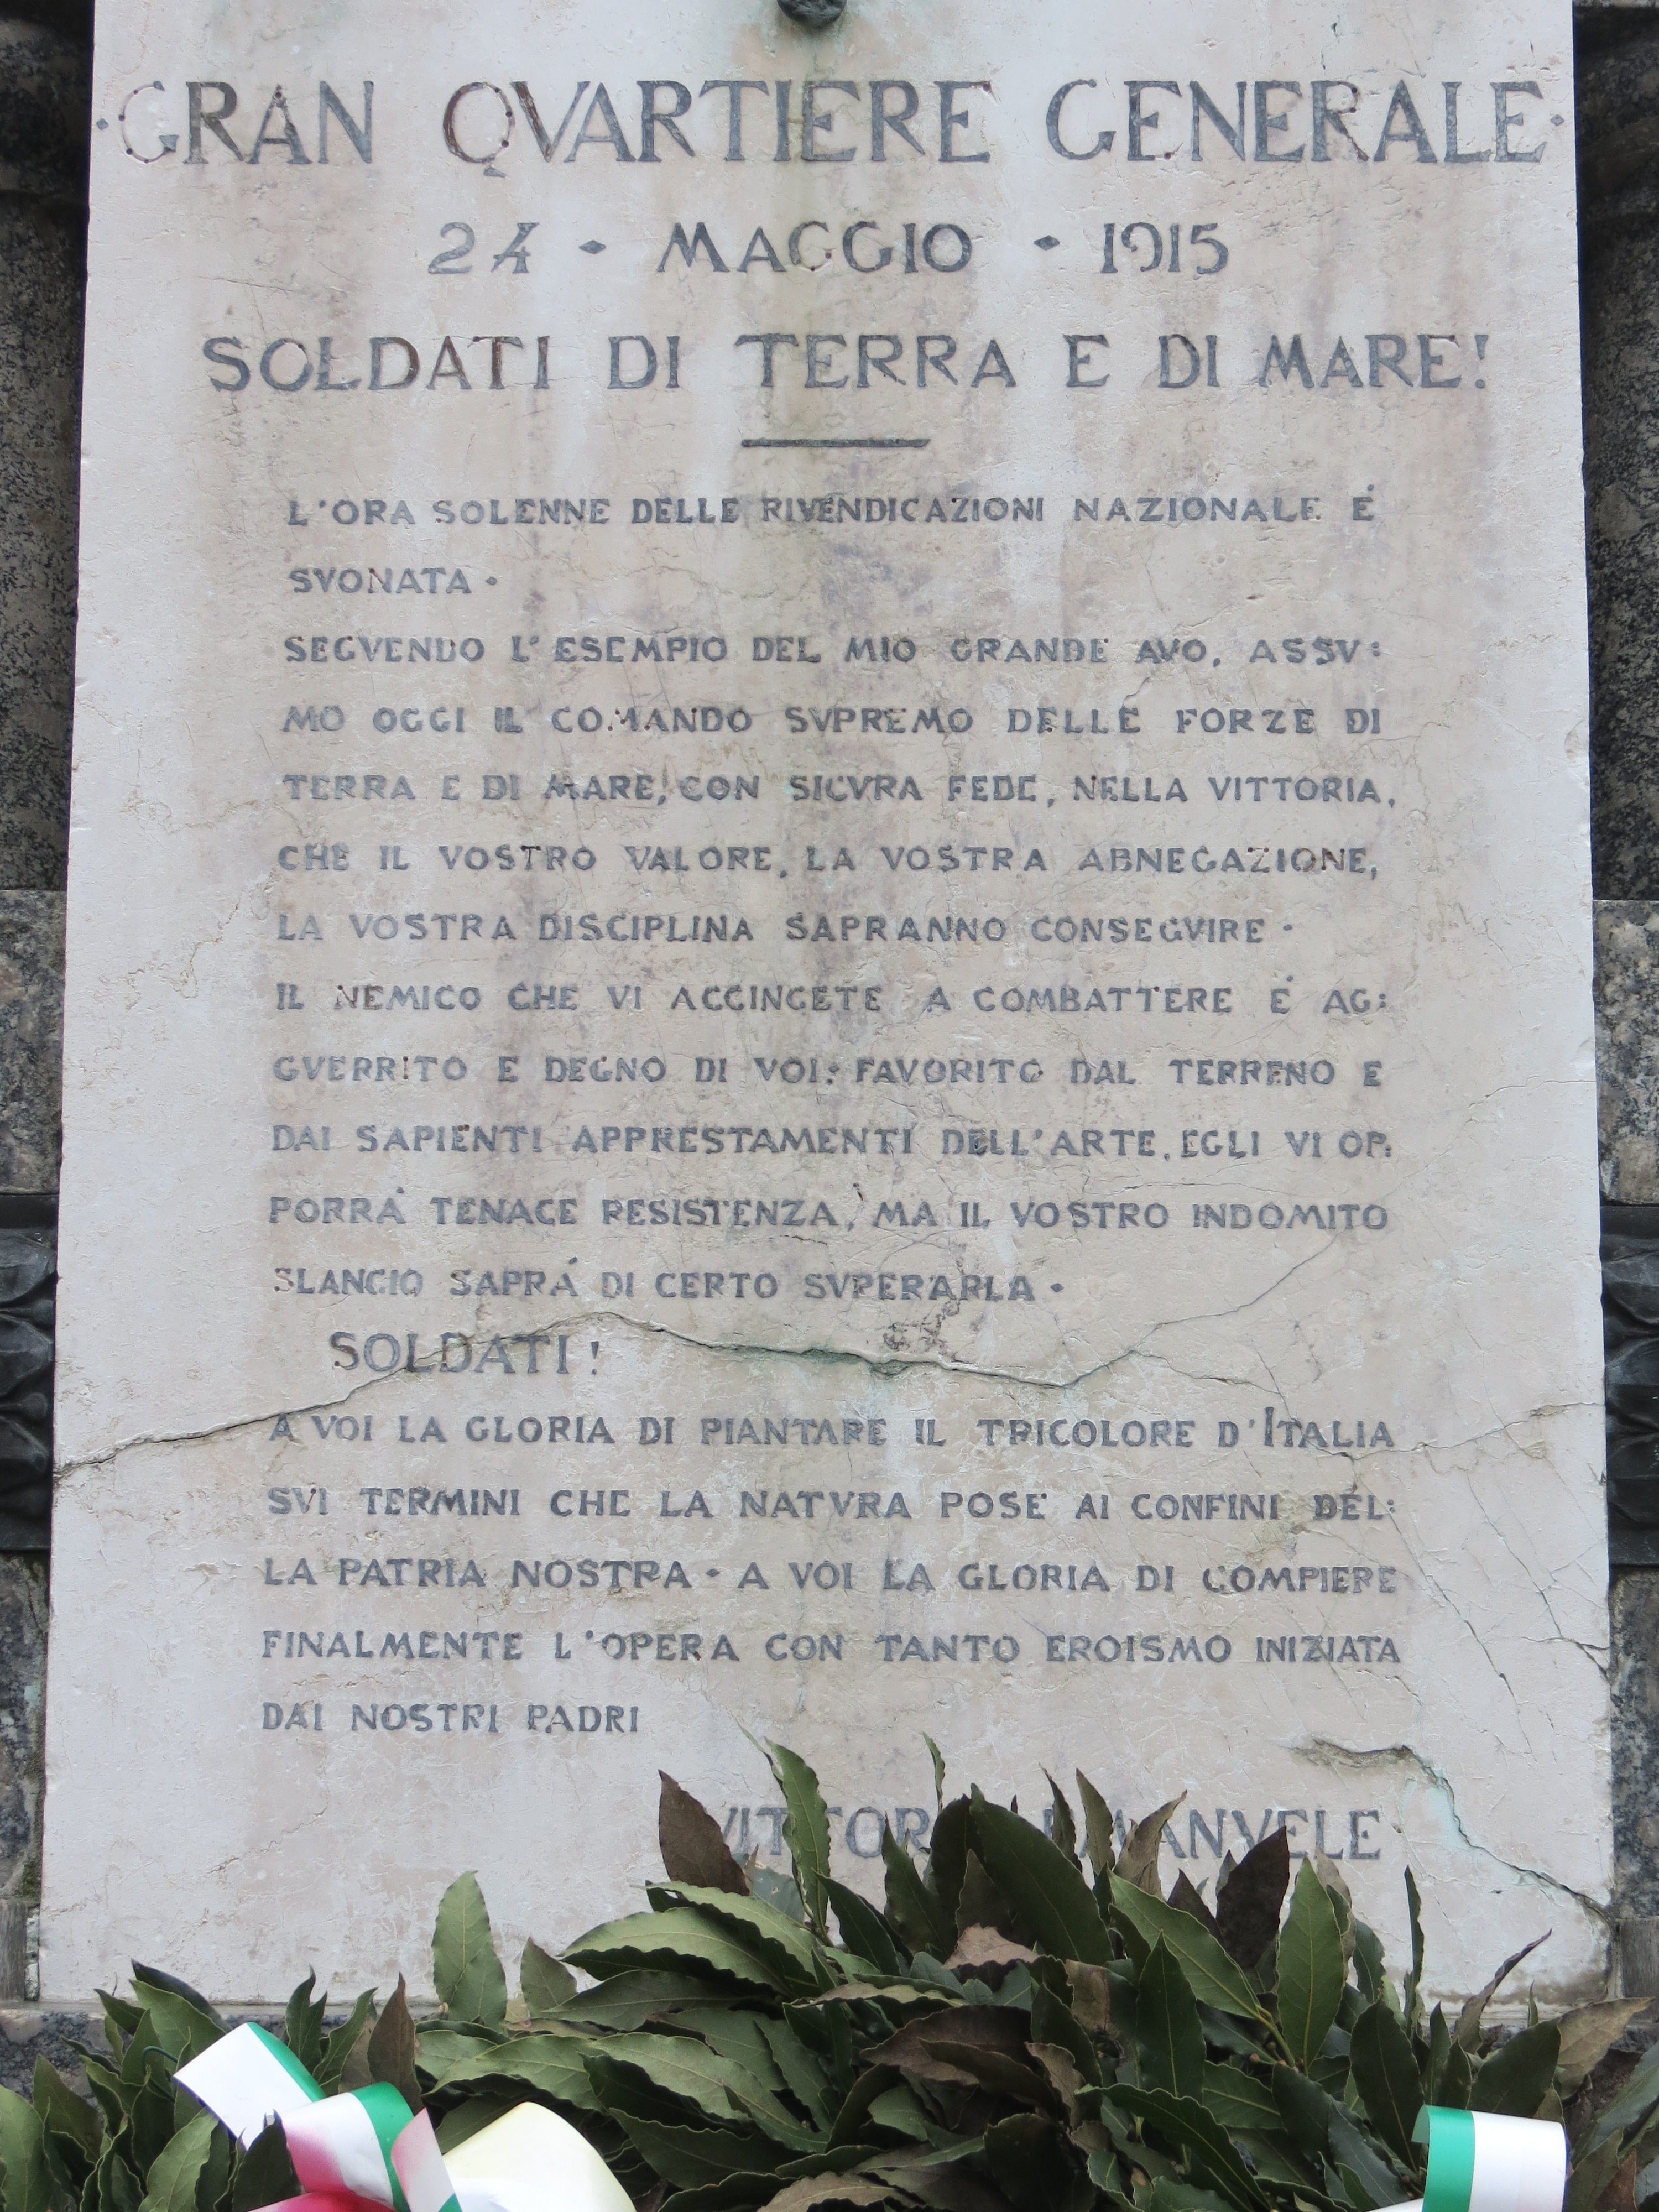 ·GRAN QVARTIERE GENERALE·
24 · MAGGIO · 1915
SOLDATI DI TERRA E DI MARE!
L'ORA SOLENNE DELLE RIVENDICAZIONI NAZIONALE É
SVONATA ·
SEGVENDO L'ESEMPIO DEL MIO GRANDE AVO, ASSV:
MO OGGI IL COMANDO SVPREMO DELLE FORZE DI
TERRA E DI MARE, CON SICVRA FEDE, NELLA VITTORIA,
CHE IL VOSTRO VALORE, LA VOSTRA ABNEGAZIONE,
LA VOSTRA DISCIPLINA SAPRANNO CONSEGVIRE ·
IL NEMICO CHE VI ACCINGETE A COMBATTERE É AG:
GVERRITO E DEGNO DI VOI· FAVORITO DAL TERRENO E
DAI SAPIENTI APPRESTAMENTI DELL'ARTE, EGLI VI OP:
PORRÁ TENACE RESISTENZA, MA IL VOSTRO INDOMITO
SLANCIO SAPRÁ DI CERTO SVPERARLA ·
SOLDATI!
A VOI LA GLORIA DI PIANTARE IL TRICOLORE D'ITALIA
SVI TERMINI CHE LA NATVRA POSE AI CONFINI DEL:
LA PATRIA NOSTRA · A VOI LA GLORIA DI COMPIERE
FINALMENTE L'OPERA CON TANTO EROISMO INIZIATA
DAI NOSTRI PADRI
VITTORIO EMANVELE